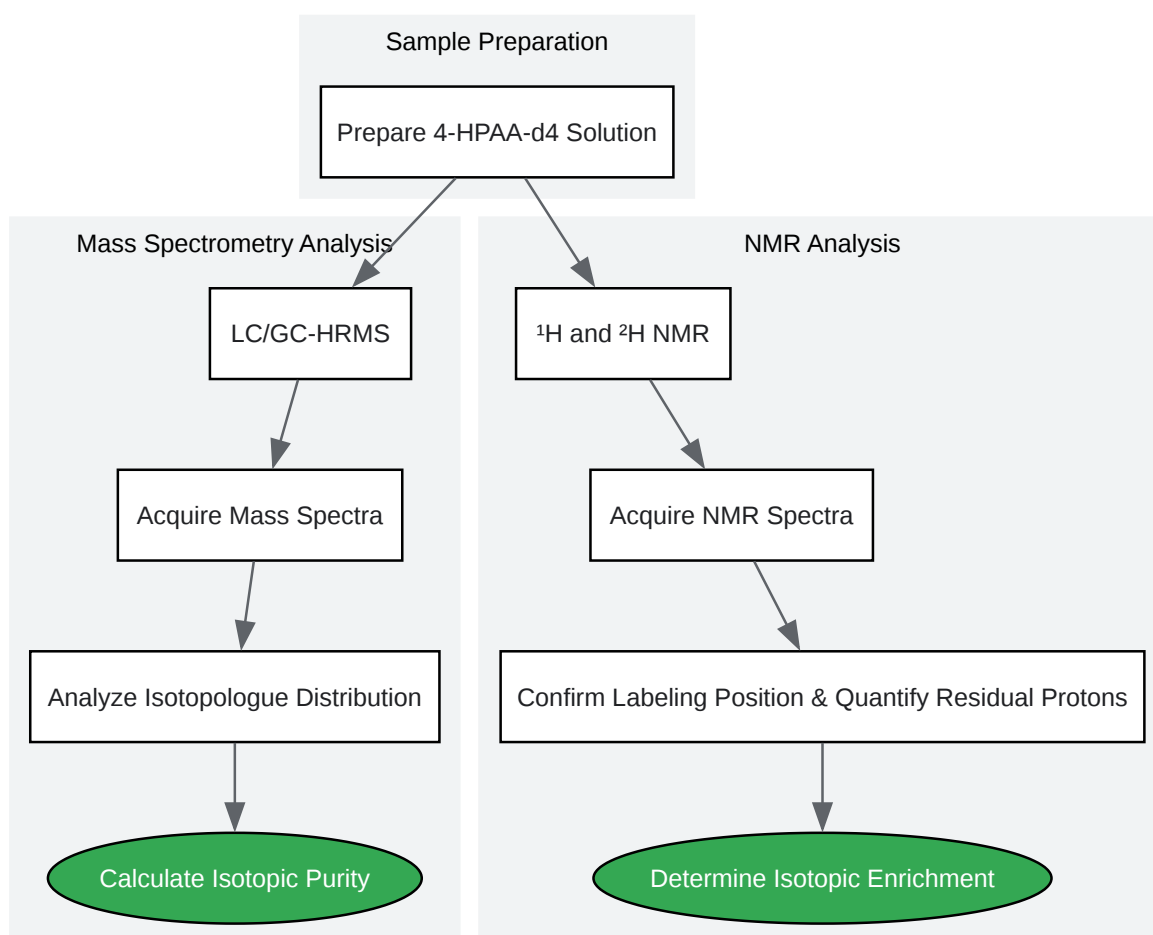 Sample Preparation
Prepare 4-HPAA-d4 Solution
Mass Spectrometry Analysis
LC/GC-HRMS
Acquire Mass Spectra
Analyze Isotopologue Distribution
Calculate Isotopic Purity
NMR Analysis
¹H and ²H NMR
Acquire NMR Spectra
Confirm Labeling Position & Quantify Residual Protons
Determine Isotopic Enrichment